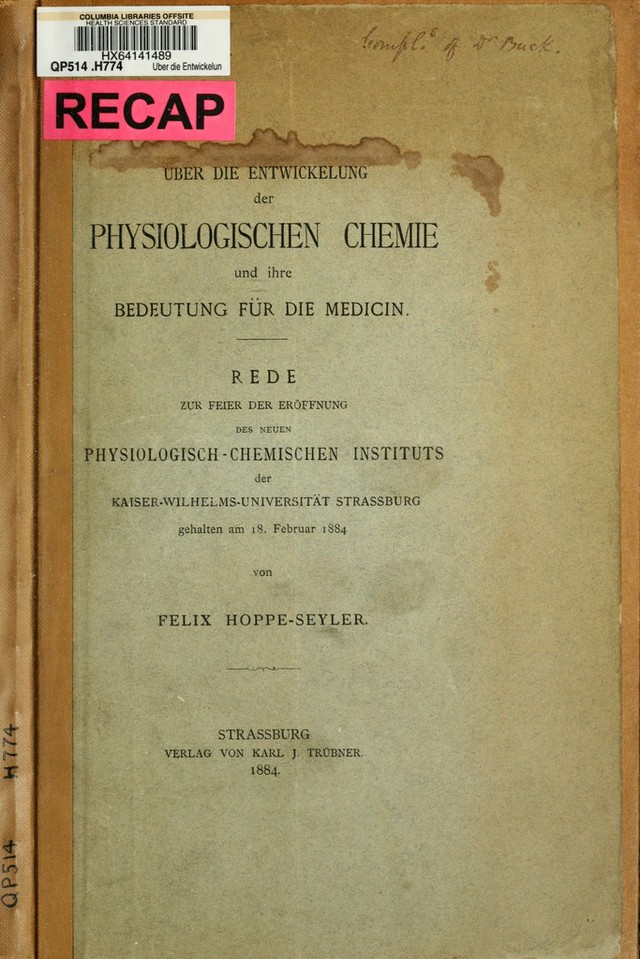 COLUMBIA LIBRARIES OFFSITE
HEALTH SCIENCES STANDARD
HX64141489
QP514 .H774 Uber die Entwickelun
RECAP
Compl.ˢ of Dʳ Buck.
ÜBER DIE ENTWICKELUNG
der
PHYSIOLOGISCHEN CHEMIE
und ihre
BEDEUTUNG FÜR DIE MEDICIN.
REDE
ZUR FEIER DER ERÖFFNUNG
DES NEUEN
PHYSIOLOGISCH-CHEMISCHEN INSTITUTS
der
KAISER-WILHELMS-UNIVERSITÄT STRASSBURG
gehalten am 18. Februar 1884
von
FELIX HOPPE-SEYLER.
STRASSBURG
VERLAG VON KARL J. TRÜBNER.
1884.
QP514 H774